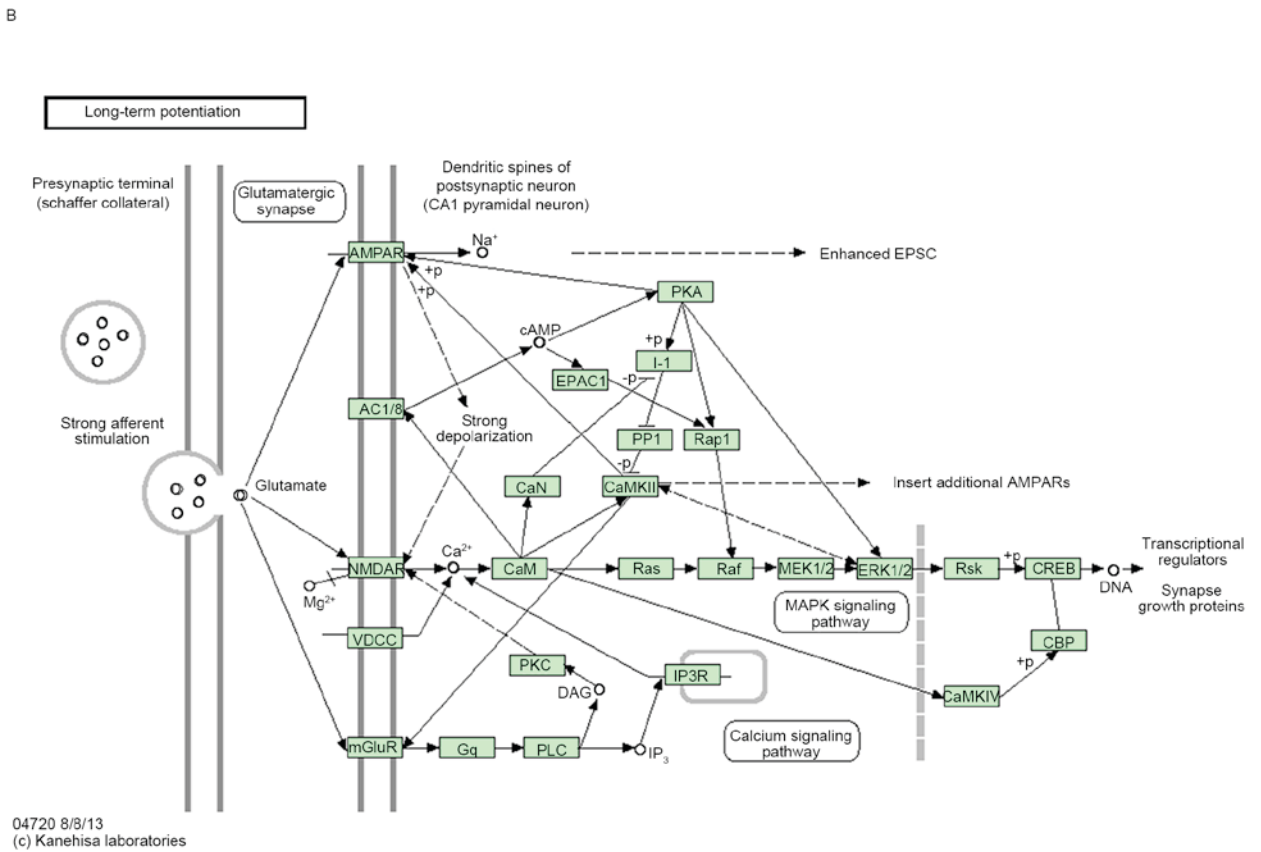 B
Long-term potentiation
Presynaptic terminal
(schaffer collateral)
Glutamatergic
synapse
Dendritic spines of
postsynaptic neuron
(CA1 pyramidal neuron)
AMPAR
Na+
Enhanced EPSC
+p
+p
PKA
cAMP
+p
I-1
EPAC1
-p
AC1/8
Strong afferent
stimulation
Strong
depolarization
PP1
Rap1
-p
Glutamate
CaN
CaMKII
Insert additional AMPARs
Ca2+
NMDAR
CaM
Ras
Raf
MEK1/2
ERK1/2
Rsk
+p
CREB
DNA
Transcriptional
regulators
Synapse
growth proteins
Mg2+
MAPK signaling
pathway
VDCC
CBP
+p
PKC
DAG
IP3R
CaMKIV
mGluR
Gq
PLC
IP3
Calcium signaling
pathway
04720 8/8/13
(c) Kanehisa laboratories